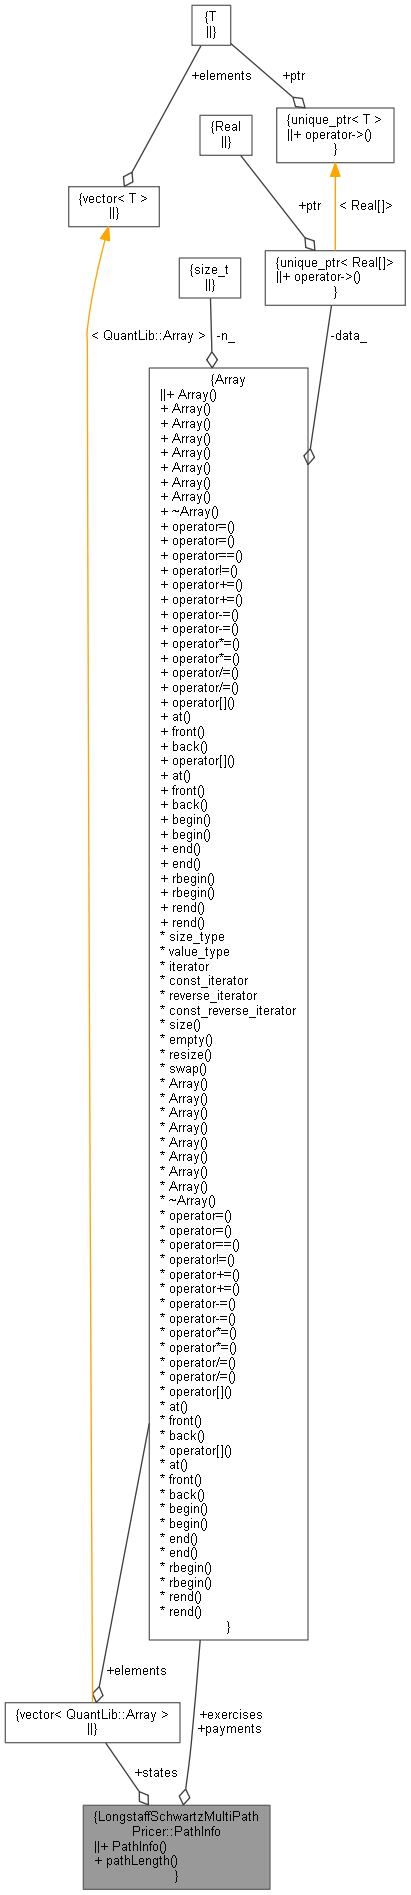 {T
||}
+elements
+ptr
{unique_ptr< T >
||+ operator->()
}
{Real
||}
{vector< T >
||}
+ptr
< Real[]>
{size_t
||}
{unique_ptr< Real[]>
||+ operator->()
}
< QuantLib::Array >
-n_
-data_
{Array
||+ Array()
+ Array()
+ Array()
+ Array()
+ Array()
+ Array()
+ Array()
+ Array()
+ ~Array()
+ operator=()
+ operator=()
+ operator==()
+ operator!=()
+ operator+=()
+ operator+=()
+ operator-=()
+ operator-=()
+ operator*=()
+ operator*=()
+ operator/=()
+ operator/=()
+ operator[]()
+ at()
+ front()
+ back()
+ operator[]()
+ at()
+ front()
+ back()
+ begin()
+ begin()
+ end()
+ end()
+ rbegin()
+ rbegin()
+ rend()
+ rend()
* size_type
* value_type
* iterator
* const_iterator
* reverse_iterator
* const_reverse_iterator
* size()
* empty()
* resize()
* swap()
* Array()
* Array()
* Array()
* Array()
* Array()
* Array()
* Array()
* Array()
* ~Array()
* operator=()
* operator=()
* operator==()
* operator!=()
* operator+=()
* operator+=()
* operator-=()
* operator-=()
* operator*=()
* operator*=()
* operator/=()
* operator/=()
* operator[]()
* at()
* front()
* back()
* operator[]()
* at()
* front()
* back()
* begin()
* begin()
* end()
* end()
* rbegin()
* rbegin()
* rend()
* rend()
}
+elements
{vector< QuantLib::Array >
||}
+exercises
+payments
+states
{LongstaffSchwartzMultiPath
Pricer::PathInfo
||+ PathInfo()
+ pathLength()
}